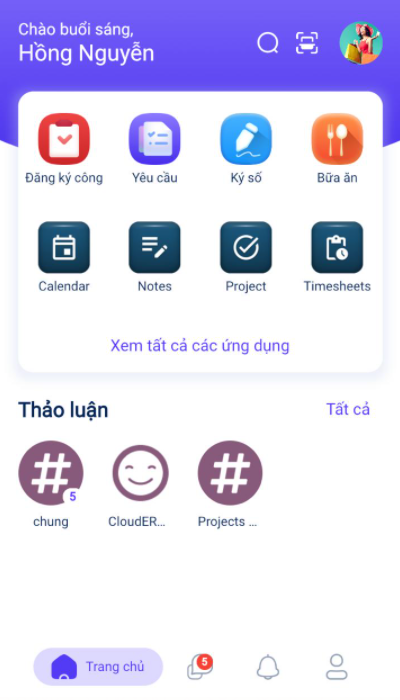 Chào buổi sáng,
Hồng Nguyễn
Đăng ký công
Yêu cầu
Ký số
Bữa ăn
Calendar
Notes
Project
Timesheets
Xem tất cả các ứng dụng
Thảo luận
Tất cả
5
chung
CloudER...
Projects ...
Trang chủ
5